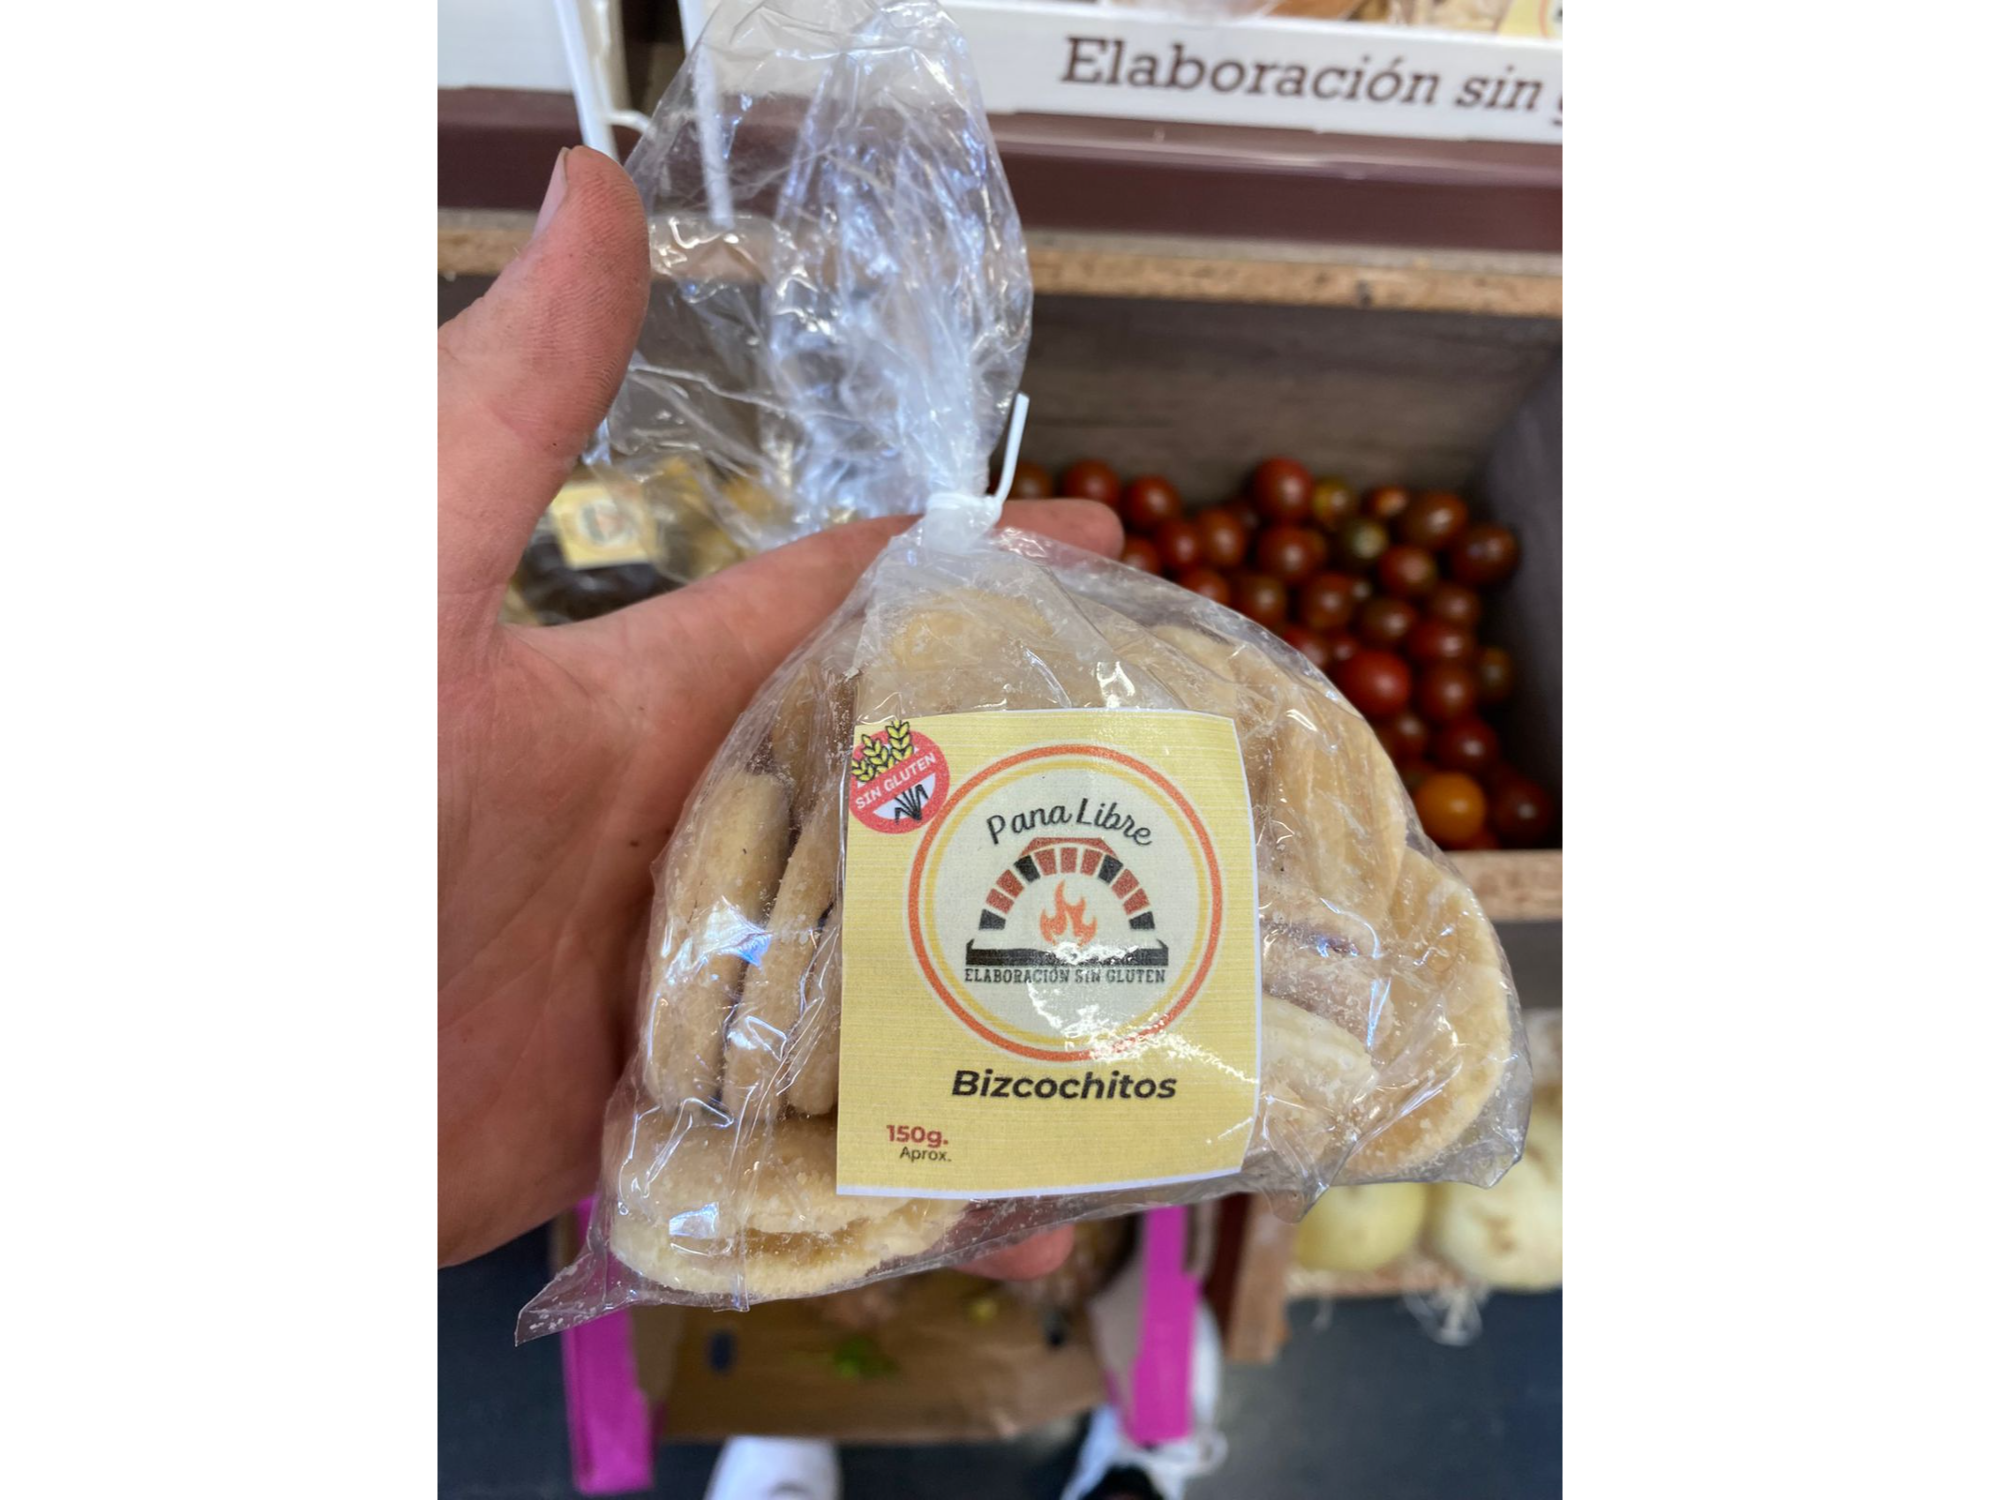 Elaboración sin
SIN GLUTEN
Pana Libre
ELABORACIÓN SIN GLUTEN
Bizcochitos
150g.
Aprox.